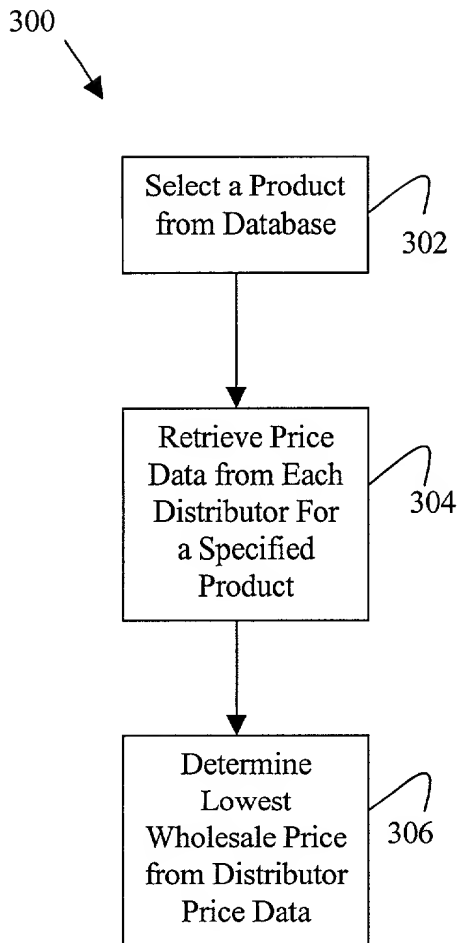 300
Select a Product
from Database
302
Retrieve Price
Data from Each
Distributor For
a Specified
Product
304
Determine
Lowest
Wholesale Price
from Distributor
Price Data
306